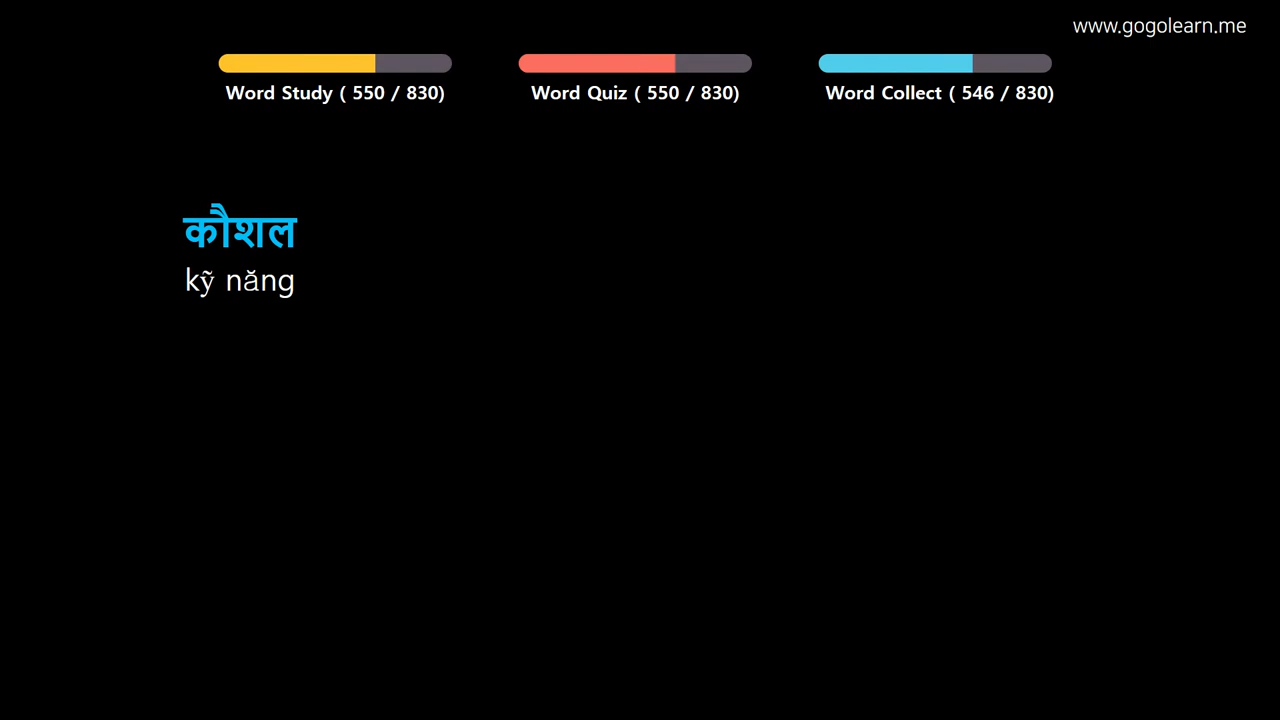 www.gogolearn.me
Word Study ( 550 / 830)
Word Quiz ( 550 / 830)
Word Collect ( 546 / 830)
कौशल
kỹ năng